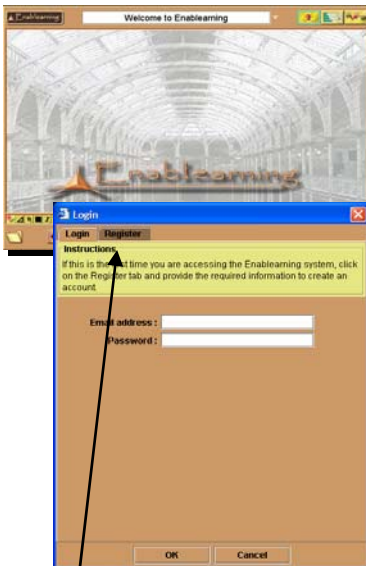 Enablearning
Welcome to Enablearning
Enablearning
Login
Login Register
Instructions
If this is the first time you are accessing the Enablearning system, click
on the Register tab and provide the required information to create an
account.
Email address :
Password :
OK Cancel